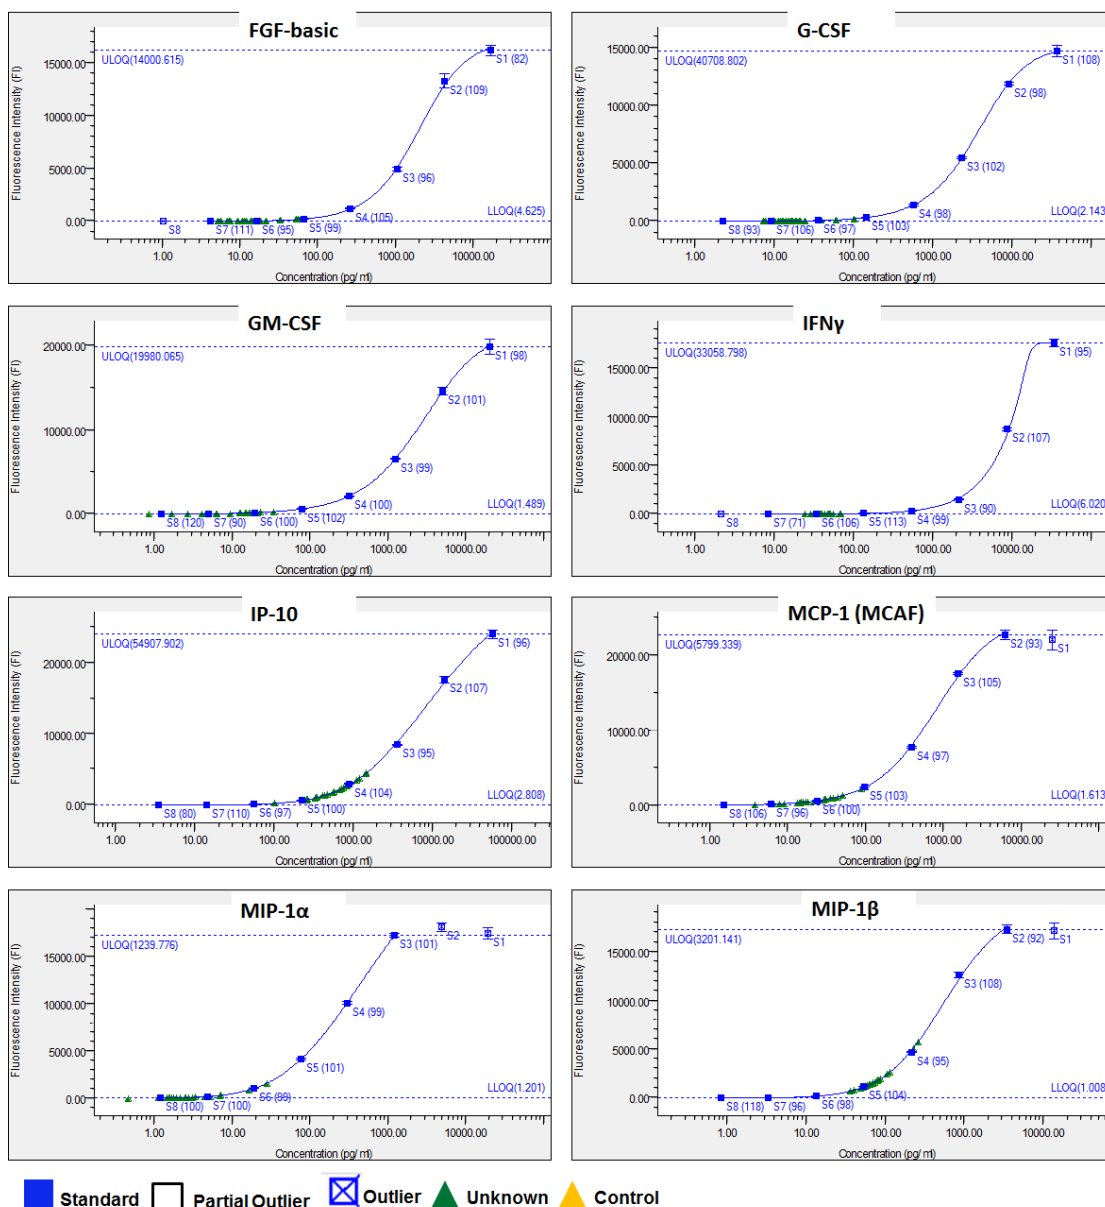 FGF-basic
Fluorescence Intensity (FI)
15000.00
10000.00
5000.00
0.00
ULOQ(14000.615)
S1 (82)
S2 (109)
S3 (96)
S4 (105)
LLOQ(4.625)
S8
S7 (111)
S6 (95)
S5 (99)
1.00
10.00
100.00
1000.00
10000.00
Concentration (pg/ ml)
G-CSF
Fluorescence Intensity (FI)
15000.00
10000.00
5000.00
0.00
ULOQ(40708.802)
S1 (108)
S2 (98)
S3 (102)
S4 (98)
LLOQ(2.143
S8 (93)
S7 (106)
S6 (97)
S5 (103)
1.00
10.00
100.00
1000.00
10000.00
Concentration (pg/ ml)
GM-CSF
Fluorescence Intensity (FI)
20000.00
10000.00
0.00
ULOQ(19980.065)
S1 (98)
S2 (101)
S3 (99)
S4 (100)
LLOQ(1.489)
S8 (120)
S7 (90)
S6 (100)
S5 (102)
1.00
10.00
100.00
1000.00
10000.00
Concentration (pg/ ml)
IFNγ
Fluorescence Intensity (FI)
15000.00
10000.00
5000.00
0.00
ULOQ(33058.798)
S1 (95)
S2 (107)
S3 (90)
LLOQ(6.020
S8
S7 (71)
S6 (106)
S5 (113)
S4 (99)
1.00
10.00
100.00
1000.00
10000.00
Concentration (pg/ ml)
IP-10
Fluorescence Intensity (FI)
20000.00
10000.00
0.00
ULOQ(54907.902)
S1 (96)
S2 (107)
S3 (95)
S4 (104)
LLOQ(2.808)
S8 (80)
S7 (110)
S6 (97)
S5 (100)
1.00
10.00
100.00
1000.00
10000.00
100000.00
Concentration (pg/ ml)
MCP-1 (MCAF)
Fluorescence Intensity (FI)
20000.00
10000.00
0.00
ULOQ(5799.339)
S2 (93)
S1
S3 (105)
S4 (97)
S5 (103)
LLOQ(1.613
S8 (106)
S7 (96)
S6 (100)
1.00
10.00
100.00
1000.00
10000.00
Concentration (pg/ ml)
MIP-1α
Fluorescence Intensity (FI)
15000.00
10000.00
5000.00
0.00
ULOQ(1239.776)
S3 (101)
S2
S1
S4 (99)
S5 (101)
LLOQ(1.201)
S8 (100)
S7 (100)
S6 (99)
1.00
10.00
100.00
1000.00
10000.00
Concentration (pg/ ml)
MIP-1β
Fluorescence Intensity (FI)
15000.00
10000.00
5000.00
0.00
ULOQ(3201.141)
S2 (92)
S1
S3 (108)
S4 (95)
LLOQ(1.008
S8 (118)
S7 (96)
S6 (98)
S5 (104)
1.00
10.00
100.00
1000.00
10000.00
Concentration (pg/ ml)
Standard
Partial Outlier
Outlier
Unknown
Control